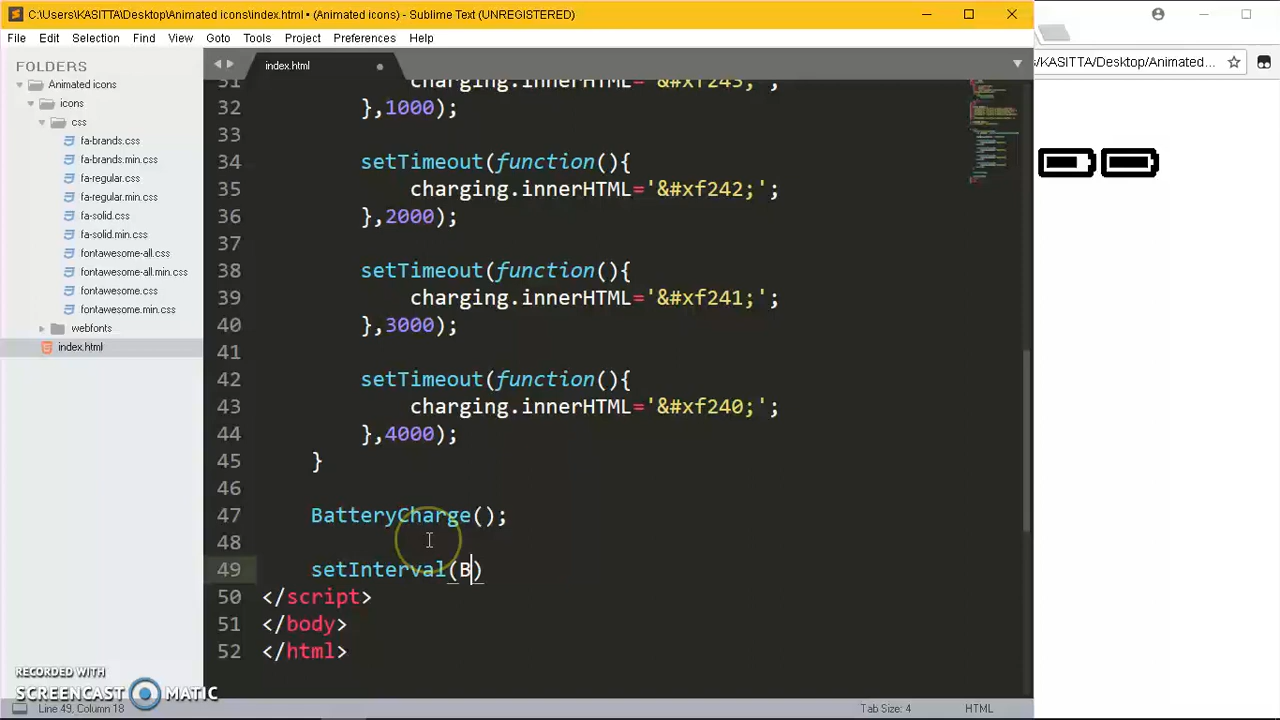 C:\Users\KASITTA\Desktop\Animated icons\index.html • (Animated icons) - Sublime Text (UNREGISTERED)
File Edit Selection Find View Goto Tools Project Preferences Help
FOLDERS
Animated icons
icons
css
fa-brands.css
fa-brands.min.css
fa-regular.css
fa-regular.min.css
fa-solid.css
fa-solid.min.css
fontawesome-all.css
fontawesome-all.min.css
fontawesome.css
fontawesome.min.css
webfonts
index.html
index.html
31 charging.innerHTML='&#xf243;';
32 },1000);
33
34 setTimeout(function(){
35 charging.innerHTML='&#xf242;';
36 },2000);
37
38 setTimeout(function(){
39 charging.innerHTML='&#xf241;';
40 },3000);
41
42 setTimeout(function(){
43 charging.innerHTML='&#xf240;';
44 },4000);
45 }
46
47 BatteryCharge();
48
49 setInterval(B)
50 </script>
51 </body>
52 </html>
/KASITTA/Desktop/Animated...
RECORDED WITH
SCREENCAST MATIC
Line 49, Column 18
Tab Size: 4
HTML